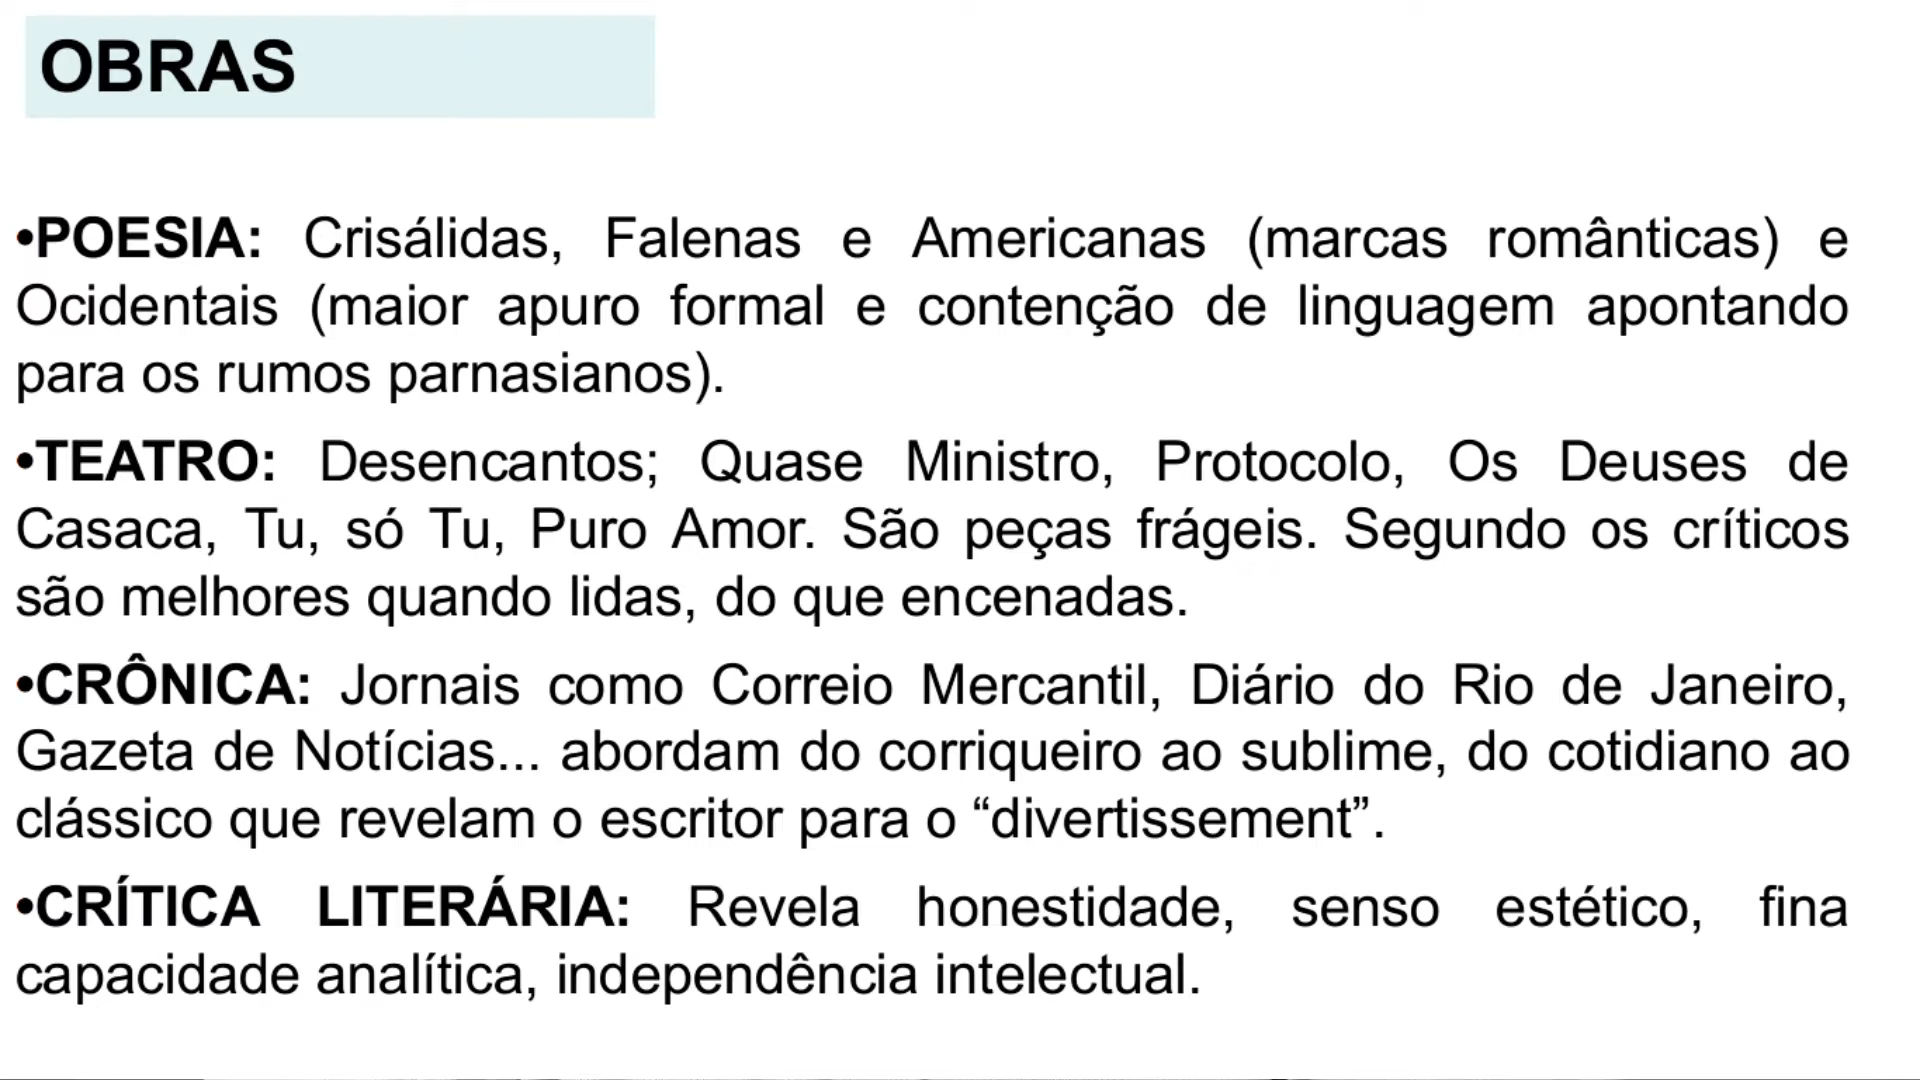 OBRAS
•POESIA: Crisálidas, Falenas e Americanas (marcas românticas) e
Ocidentais (maior apuro formal e contenção de linguagem apontando
para os rumos parnasianos).
•TEATRO: Desencantos; Quase Ministro, Protocolo, Os Deuses de
Casaca, Tu, só Tu, Puro Amor. São peças frágeis. Segundo os críticos
são melhores quando lidas, do que encenadas.
•CRÔNICA: Jornais como Correio Mercantil, Diário do Rio de Janeiro,
Gazeta de Notícias... abordam do corriqueiro ao sublime, do cotidiano ao
clássico que revelam o escritor para o “divertissement”.
•CRÍTICA LITERÁRIA: Revela honestidade, senso estético, fina
capacidade analítica, independência intelectual.